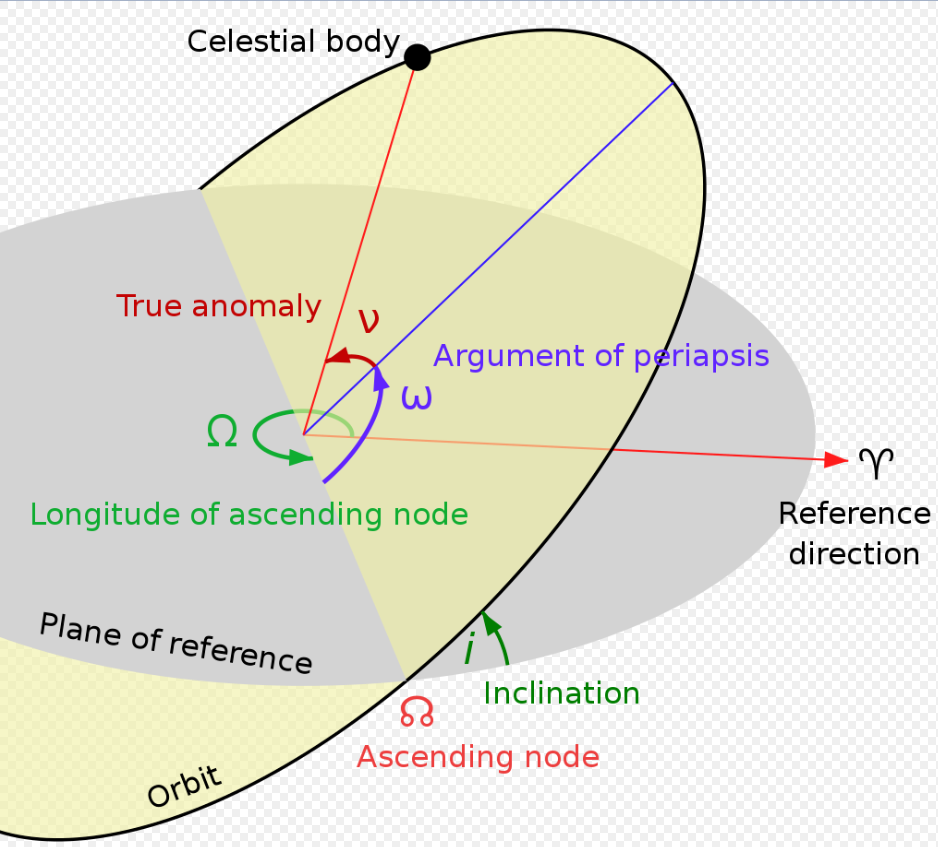 Celestial body
True anomaly
ν
Argument of periapsis
ω
Ω
♈
Longitude of ascending node
Reference
direction
Plane of reference
i
Inclination
☊
Ascending node
Orbit